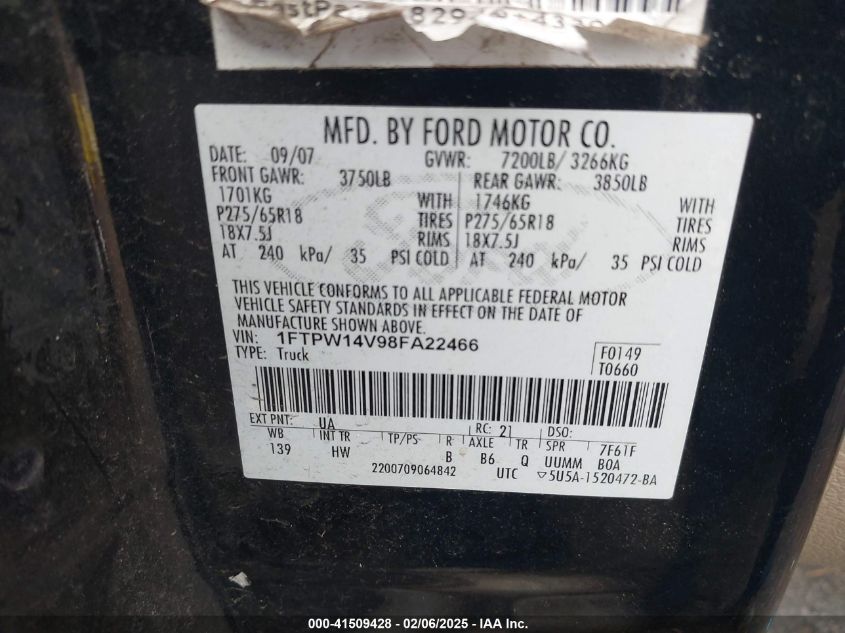 MFD. BY FORD MOTOR CO.
DATE: 09/07 GVWR: 7200LB/ 3266KG
FRONT GAWR: 3750LB REAR GAWR: 3850LB
1701KG WITH 1746KG WITH
P275/65R18 TIRES P275/65R18 TIRES
18X7.5J RIMS 18X7.5J RIMS
AT 240 kPa/ 35 PSI COLD AT 240 kPa/ 35 PSI COLD
THIS VEHICLE CONFORMS TO ALL APPLICABLE FEDERAL MOTOR
VEHICLE SAFETY STANDARDS IN EFFECT ON THE DATE OF
MANUFACTURE SHOWN ABOVE.
VIN: 1FTPW14V98FA22466
TYPE: Truck
F0149
T0660
EXT PNT: UA RC: 21 DSO:
WB INT TR TP/PS R AXLE TR SPR 7F61F
139 HW B B6 Q UUMM BOA
2200709064842 UTC ▽5U5A-1520472-BA
000-41509428 - 02/06/2025 - IAA Inc.